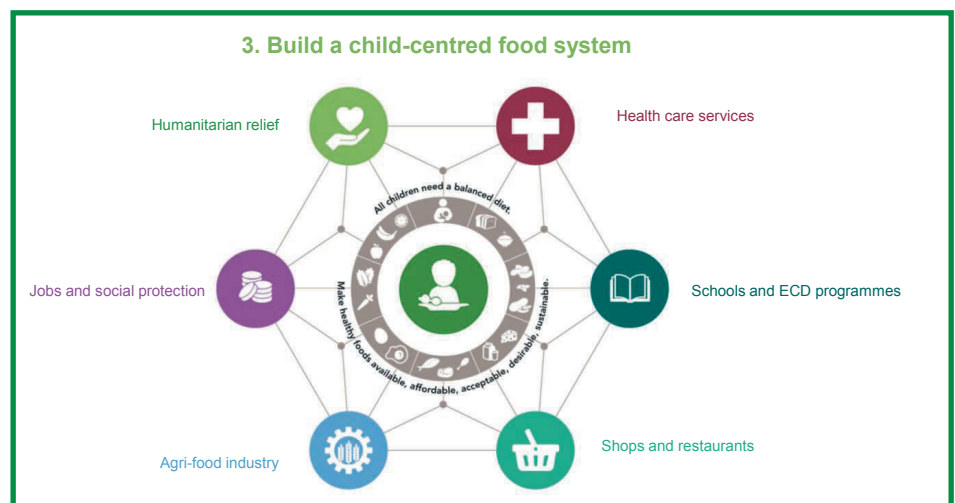 3. Build a child-centred food system
Humanitarian relief
Health care services
All children need a balanced diet.
Jobs and social protection
Schools and ECD programmes
Make healthy foods available, affordable, acceptable, desirable, sustainable.
Agri-food industry
Shops and restaurants